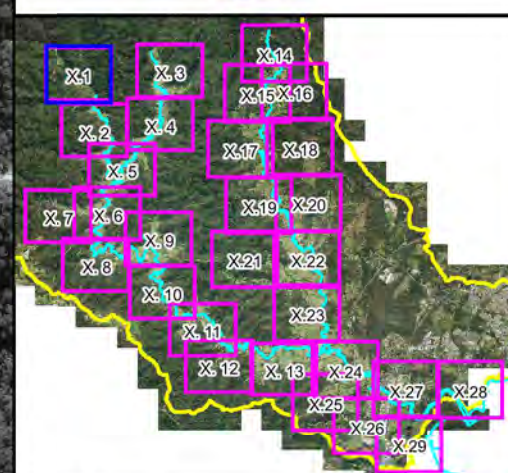 X.14
X.1
X. 3
X.15
X.16
X. 2
X. 4
X.17
X.18
X. 5
X. 7
X. 6
X.19
X.20
X. 9
X. 8
X.21
X.22
X. 10
X. 11
X.23
X. 12
X. 13
X.24
X.27
X.28
X.25
X.26
X.29